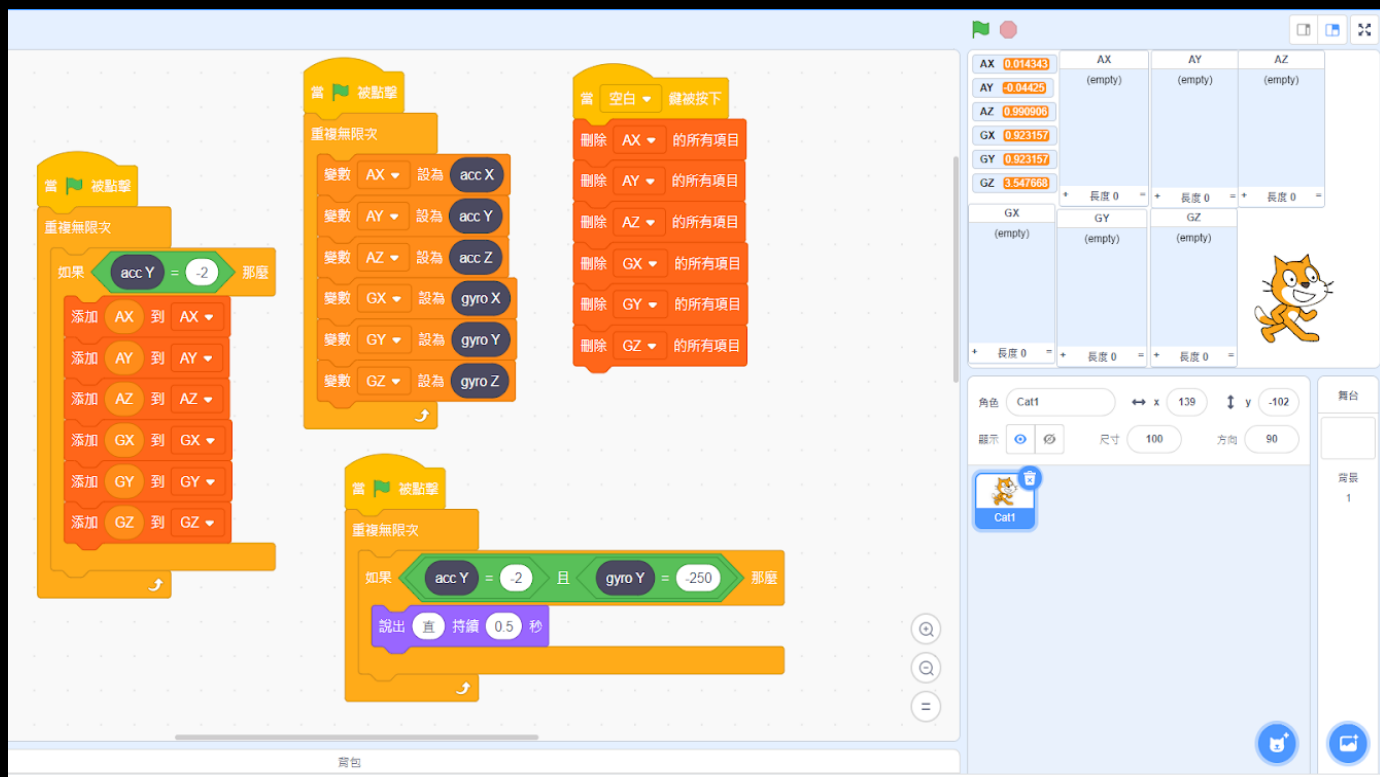 當 被點擊
重複無限次
如果 acc Y = -2 那麼
添加 AX 到 AX
添加 AY 到 AY
添加 AZ 到 AZ
添加 GX 到 GX
添加 GY 到 GY
添加 GZ 到 GZ
當 被點擊
重複無限次
變數 AX 設為 acc X
變數 AY 設為 acc Y
變數 AZ 設為 acc Z
變數 GX 設為 gyro X
變數 GY 設為 gyro Y
變數 GZ 設為 gyro Z
當 空白 鍵被按下
刪除 AX 的所有項目
刪除 AY 的所有項目
刪除 AZ 的所有項目
刪除 GX 的所有項目
刪除 GY 的所有項目
刪除 GZ 的所有項目
當 被點擊
重複無限次
如果 acc Y = -2 且 gyro Y = -250 那麼
說出 直 持續 0.5 秒
背包
AX 0.014343
AY -0.04425
AZ 0.990906
GX 0.923157
GY 0.923157
GZ 3.547668
AX
(empty)
+ 長度 0 =
AY
(empty)
+ 長度 0 =
AZ
(empty)
+ 長度 0 =
GX
(empty)
+ 長度 0 =
GY
(empty)
+ 長度 0 =
GZ
(empty)
+ 長度 0 =
角色 Cat1 x 139 y -102
顯示 尺寸 100 方向 90
Cat1
舞台
背景
1